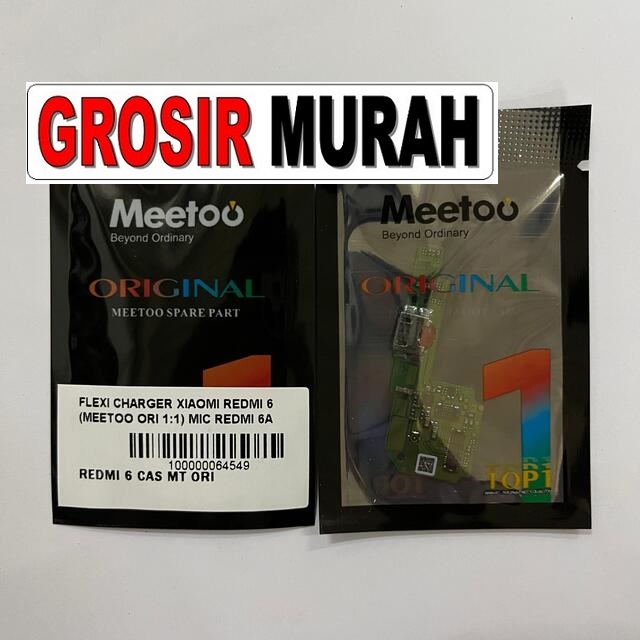 GROSIR MURAH
Meetoo
Beyond Ordinary
ORIGINAL
MEETOO SPARE PART
FLEXI CHARGER XIAOMI REDMI 6
(MEETOO ORI 1:1) MIC REDMI 6A
100000064549
REDMI 6 CAS MT ORI
Meetoo
Beyond Ordinary
ORIGINAL
1
TOP1